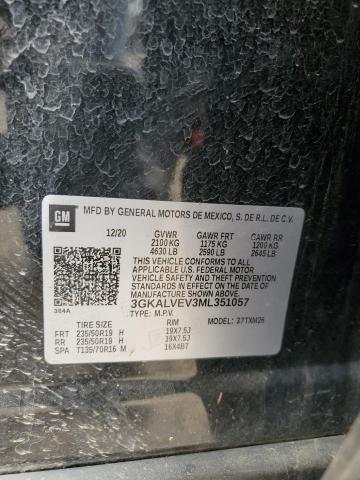 GM
MFD BY GENERAL MOTORS DE MEXICO, S. DE R.L. DE C.V.
12/20 GVWR GAWR FRT GAWR RR
2100 KG 1175 KG 1200 KG
4630 LB 2590 LB 2645 LB
THIS VEHICLE CONFORMS TO ALL
APPLICABLE U.S. FEDERAL MOTOR
VEHICLE SAFETY AND THEFT PREVENTION
STANDARDS IN EFFECT ON THE DATE OF
MANUFACTURE SHOWN ABOVE.
3GKALVEV3ML351057
384A
TYPE: M.P.V. MODEL: 37TXM26
TIRE SIZE RIM
FRT 235/50R19 H 19X7.5J
RR 235/50R19 H 19X7.5J
SPA T135/70R16 M 16X4BT